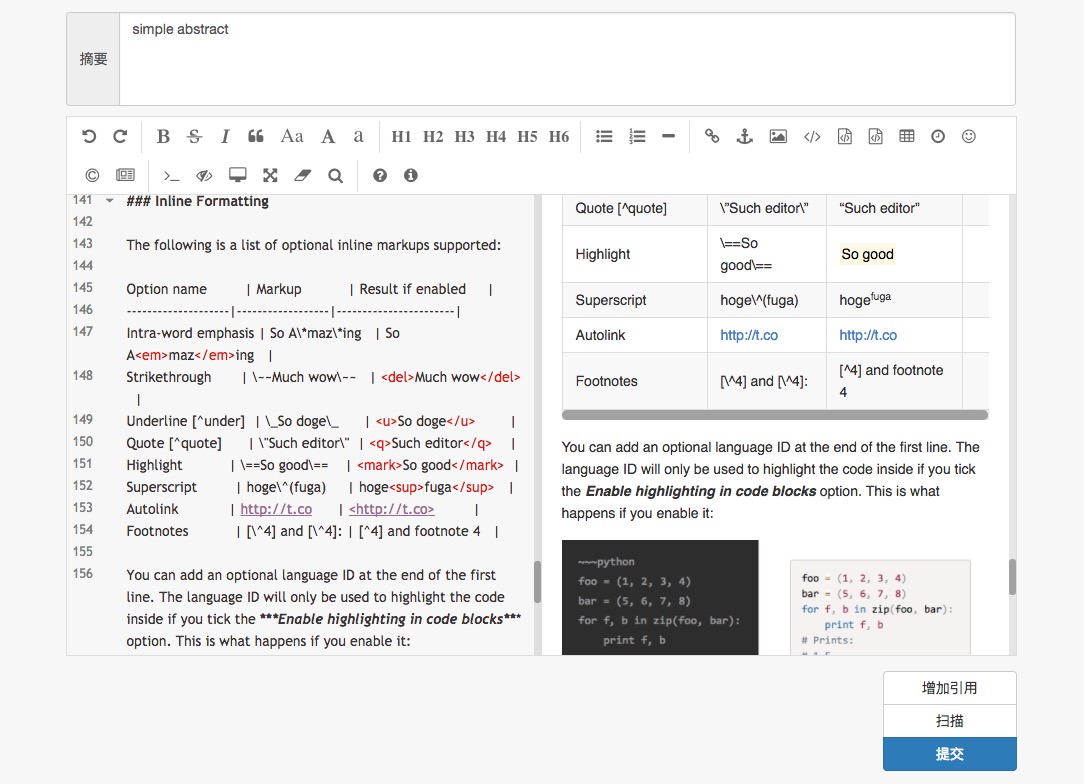 simple abstract
摘要
B S I Aa A a H1 H2 H3 H4 H5 H6
141 ### Inline Formatting
142
143 The following is a list of optional inline markups supported:
144
145 Option name | Markup | Result if enabled |
146 ---------------------|------------------|-----------------------|
147 Intra-word emphasis | So A\*maz\*ing | So
A<em>maz</em>ing |
148 Strikethrough | \~~Much wow\~~ | <del>Much wow</del>
|
149 Underline [^under] | \_So doge\_ | <u>So doge</u> |
150 Quote [^quote] | \"Such editor\" | <q>Such editor</q> |
151 Highlight | \==So good\== | <mark>So good</mark> |
152 Superscript | hoge\^(fuga) | hoge<sup>fuga</sup> |
153 Autolink | http://t.co | <http://t.co> |
154 Footnotes | [\^4] and [\^4]: | [^4] and footnote 4 |
155
156 You can add an optional language ID at the end of the first
line. The language ID will only be used to highlight the code
inside if you tick the ***Enable highlighting in code blocks***
option. This is what happens if you enable it:
Quote [^quote] \”Such editor\” “Such editor”
Highlight \==So good\== So good
Superscript hoge\^(fuga) hogefuga
Autolink http://t.co http://t.co
Footnotes [\^4] and [\^4]: [^4] and footnote 4
You can add an optional language ID at the end of the first line. The
language ID will only be used to highlight the code inside if you tick
the Enable highlighting in code blocks option. This is what
happens if you enable it:
~~~python
foo = (1, 2, 3, 4)
bar = (5, 6, 7, 8)
for f, b in zip(foo, bar):
print f, b
foo = (1, 2, 3, 4)
bar = (5, 6, 7, 8)
for f, b in zip(foo, bar):
print f, b
# Prints:
增加引用
扫描
提交